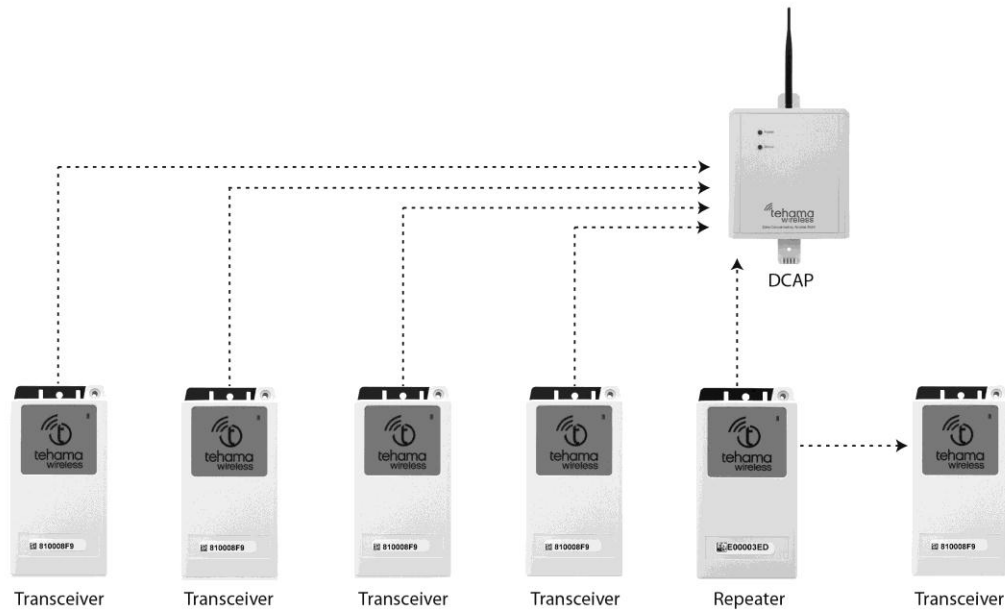 tehama
wireless
DCAP
tehama
wireless
810008F9
tehama
wireless
810008F9
tehama
wireless
810008F9
tehama
wireless
810008F9
tehama
wireless
E00003ED
tehama
wireless
810008F9
Transceiver
Transceiver
Transceiver
Transceiver
Repeater
Transceiver